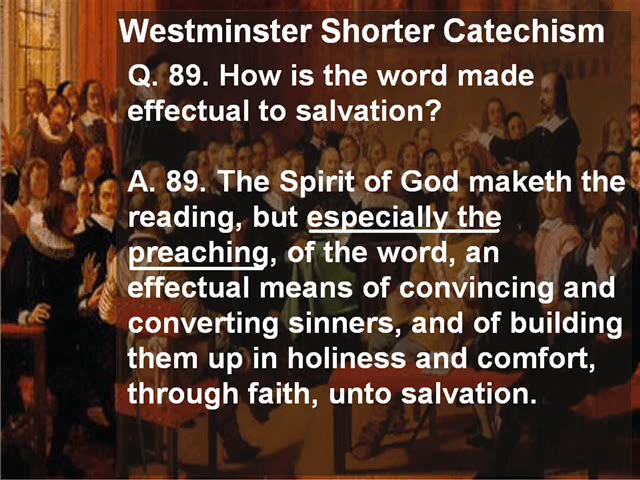 Westminster Shorter Catechism
Q. 89. How is the word made
effectual to salvation?
A. 89. The Spirit of God maketh the
reading, but especially the
preaching, of the word, an
effectual means of convincing and
converting sinners, and of building
them up in holiness and comfort,
through faith, unto salvation.